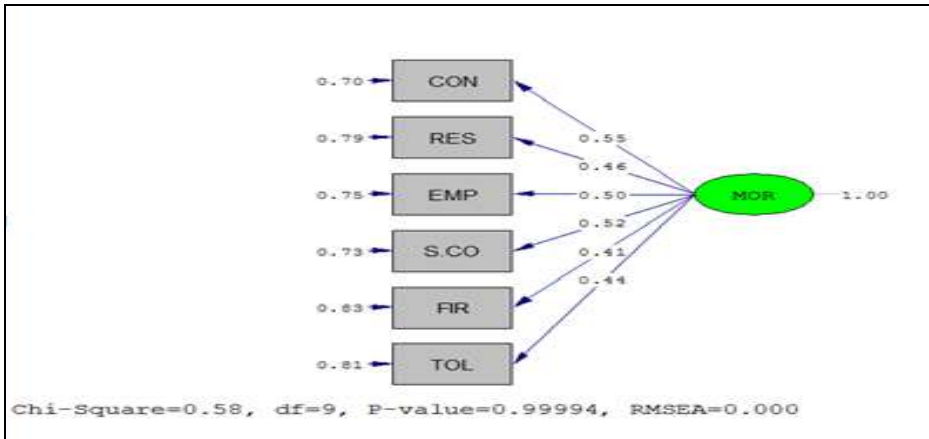 0.70 CON
0.55
0.79 RES
0.46
0.75 EMP 0.50 MOR 1.00
0.52
0.73 S.CO
0.41
0.83 FIR
0.44
0.81 TOL
Chi-Square=0.58, df=9, P-value=0.99994, RMSEA=0.000